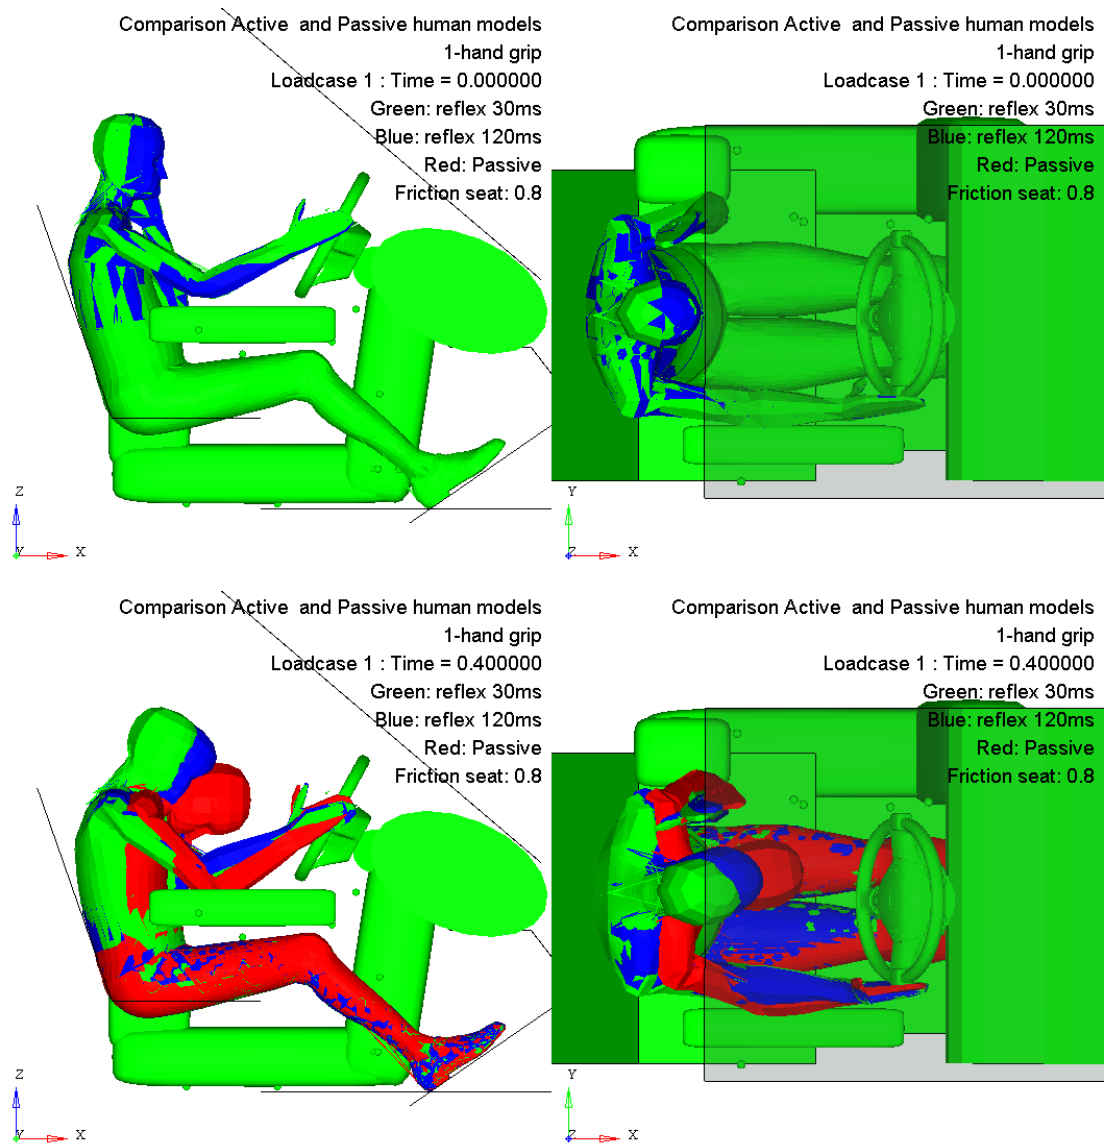 Comparison Active and Passive human models
1-hand grip
Loadcase 1 : Time = 0.000000
Green: reflex 30ms
Blue: reflex 120ms
Red: Passive
Friction seat: 0.8
Z
Y
X
Comparison Active and Passive human models
1-hand grip
Loadcase 1 : Time = 0.000000
Green: reflex 30ms
Blue: reflex 120ms
Red: Passive
Friction seat: 0.8
Y
Z
X
Comparison Active and Passive human models
1-hand grip
Loadcase 1 : Time = 0.400000
Green: reflex 30ms
Blue: reflex 120ms
Red: Passive
Friction seat: 0.8
Z
Y
X
Comparison Active and Passive human models
1-hand grip
Loadcase 1 : Time = 0.400000
Green: reflex 30ms
Blue: reflex 120ms
Red: Passive
Friction seat: 0.8
Y
Z
X